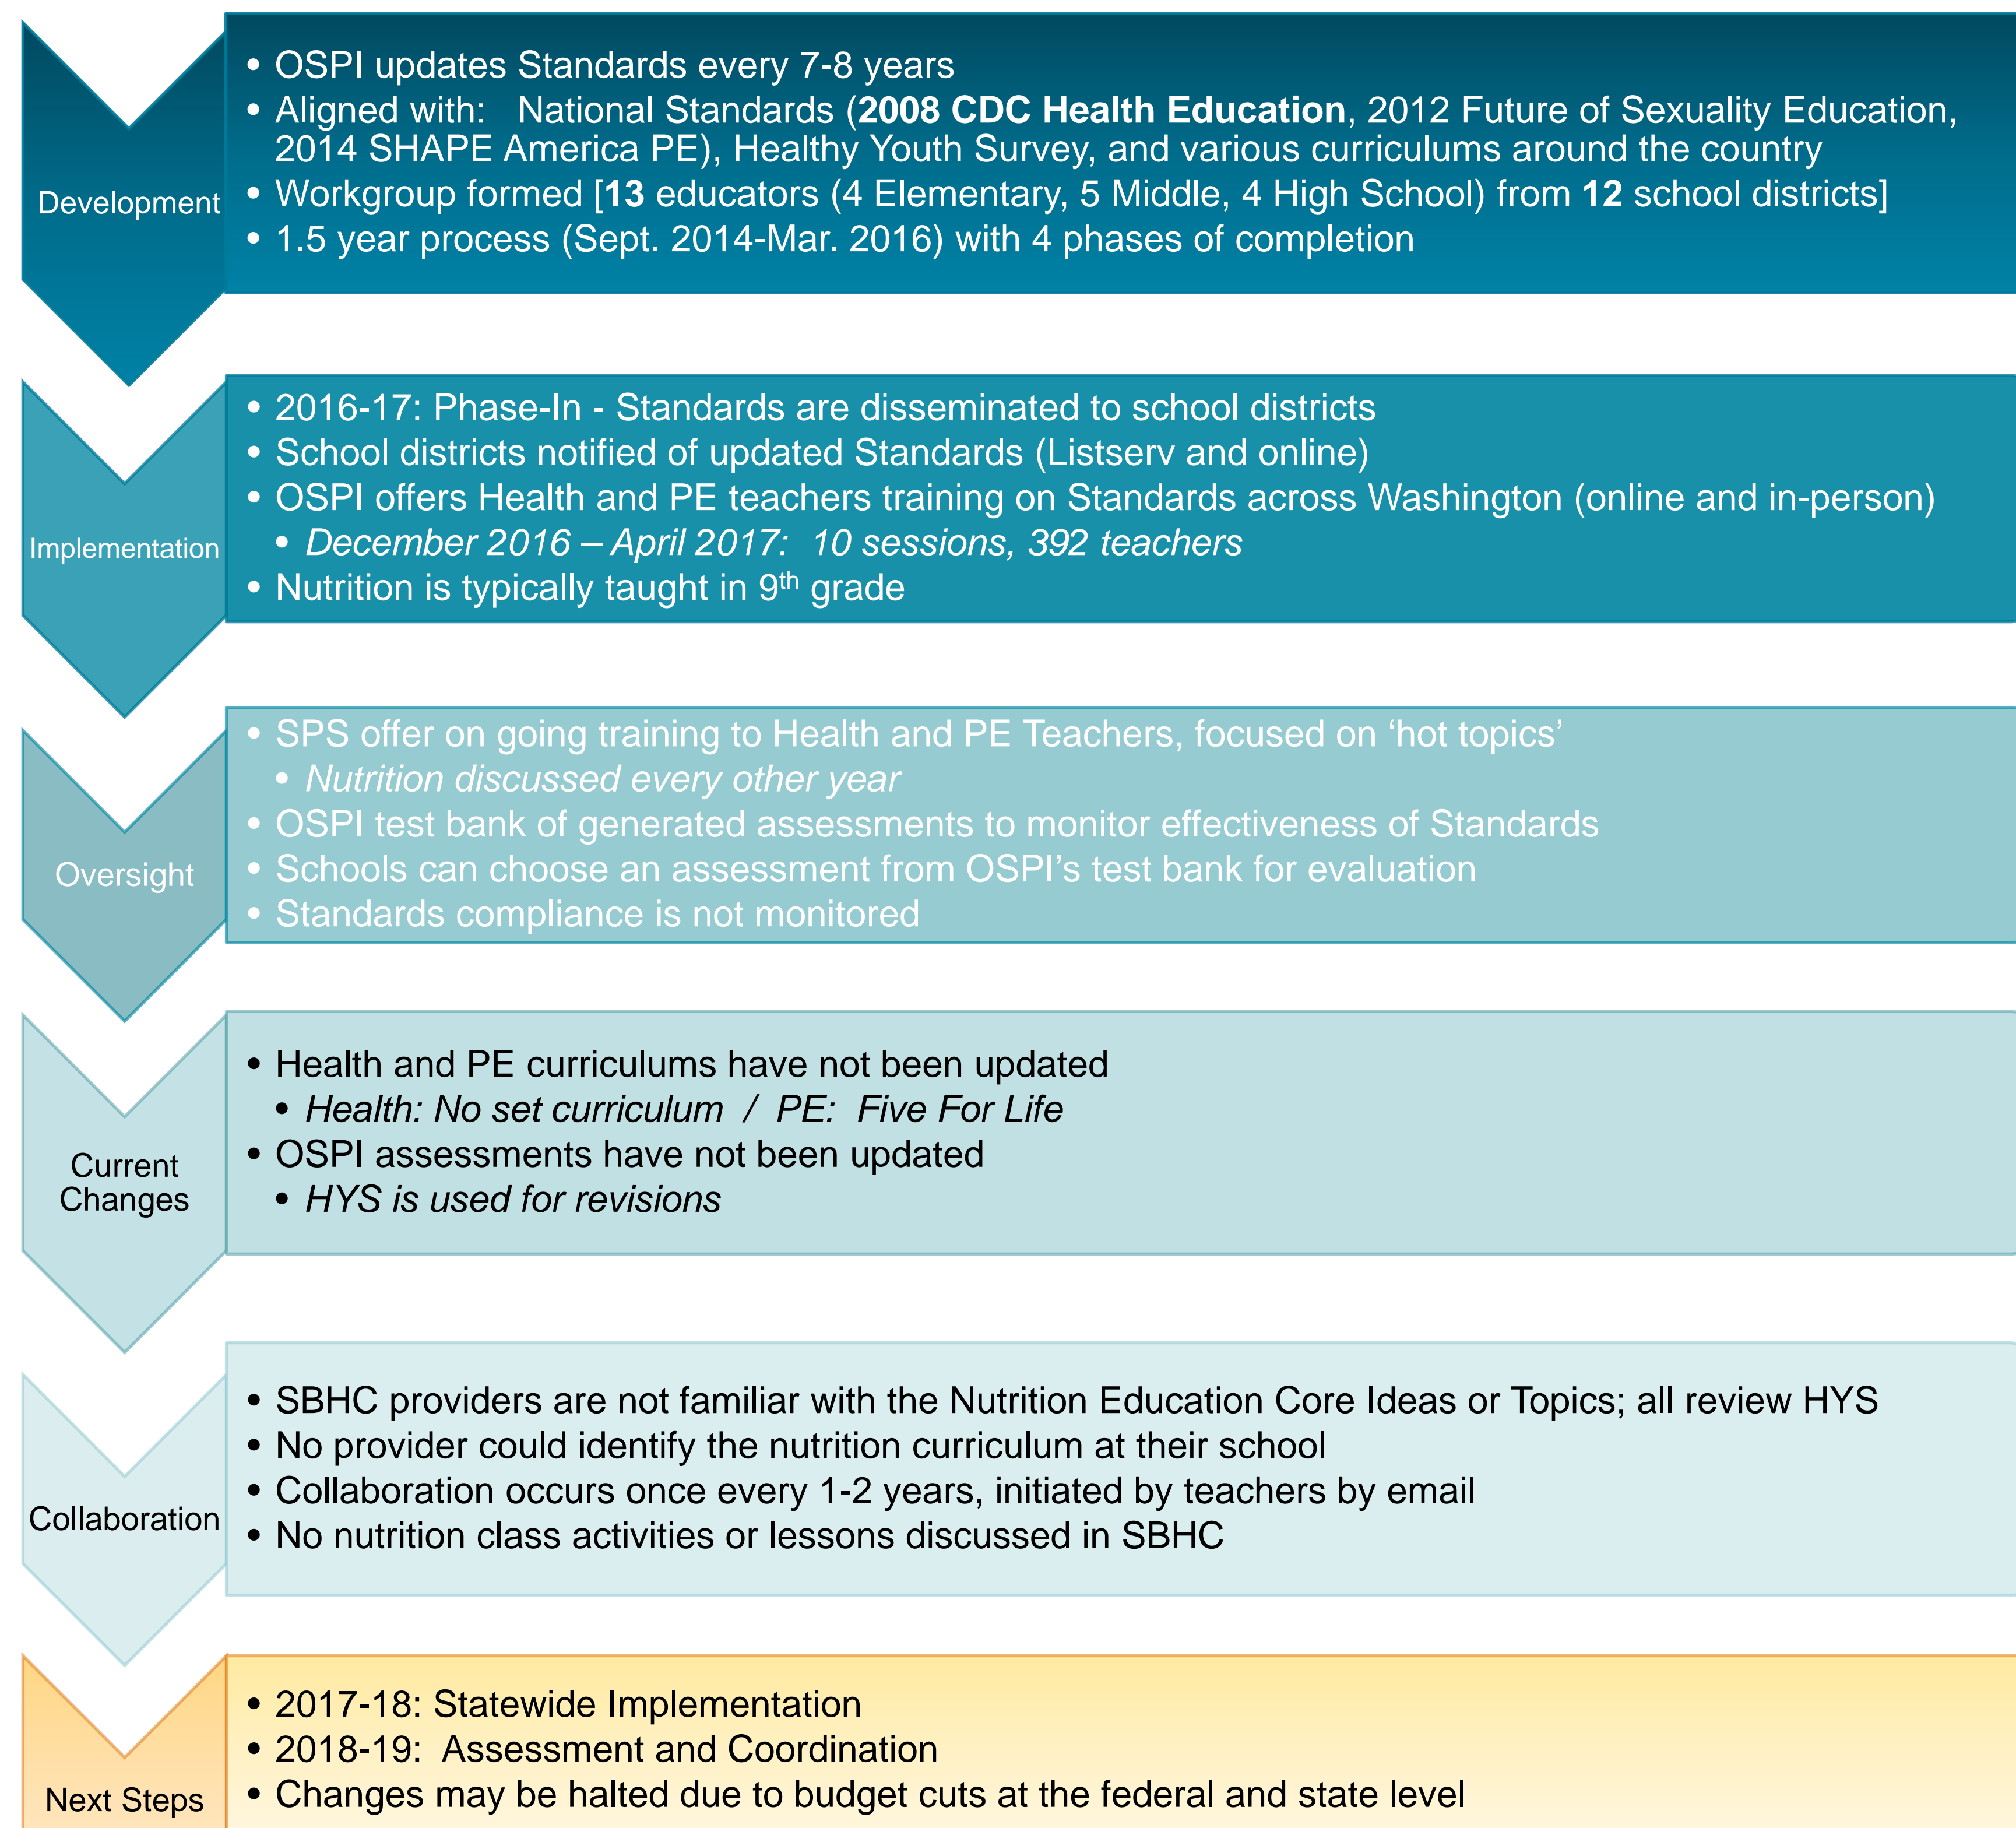 Development
• OSPI updates Standards every 7-8 years
• Aligned with: National Standards (2008 CDC Health Education, 2012 Future of Sexuality Education,
2014 SHAPE America PE), Healthy Youth Survey, and various curriculums around the country
• Workgroup formed [13 educators (4 Elementary, 5 Middle, 4 High School) from 12 school districts]
• 1.5 year process (Sept. 2014-Mar. 2016) with 4 phases of completion
Implementation
• 2016-17: Phase-In - Standards are disseminated to school districts
• School districts notified of updated Standards (Listserv and online)
• OSPI offers Health and PE teachers training on Standards across Washington (online and in-person)
• December 2016 – April 2017: 10 sessions, 392 teachers
• Nutrition is typically taught in 9th grade
Oversight
• SPS offer on going training to Health and PE Teachers, focused on ‘hot topics’
• Nutrition discussed every other year
• OSPI test bank of generated assessments to monitor effectiveness of Standards
• Schools can choose an assessment from OSPI’s test bank for evaluation
• Standards compliance is not monitored
Current
Changes
• Health and PE curriculums have not been updated
• Health: No set curriculum / PE: Five For Life
• OSPI assessments have not been updated
• HYS is used for revisions
Collaboration
• SBHC providers are not familiar with the Nutrition Education Core Ideas or Topics; all review HYS
• No provider could identify the nutrition curriculum at their school
• Collaboration occurs once every 1-2 years, initiated by teachers by email
• No nutrition class activities or lessons discussed in SBHC
Next Steps
• 2017-18: Statewide Implementation
• 2018-19: Assessment and Coordination
• Changes may be halted due to budget cuts at the federal and state level